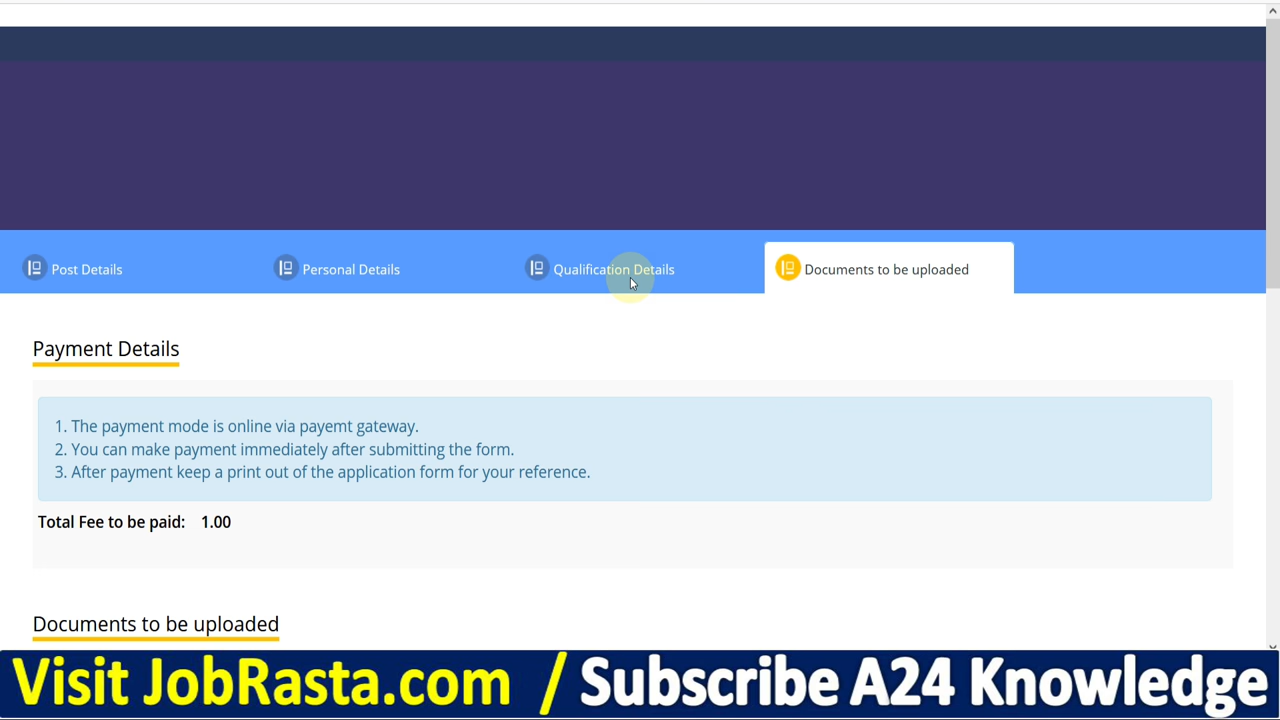 Post Details
Personal Details
Qualification Details
Documents to be uploaded
Payment Details
1. The payment mode is online via payemt gateway.
2. You can make payment immediately after submitting the form.
3. After payment keep a print out of the application form for your reference.
Total Fee to be paid: 1.00
Documents to be uploaded
Visit JobRasta.com / Subscribe A24 Knowledge